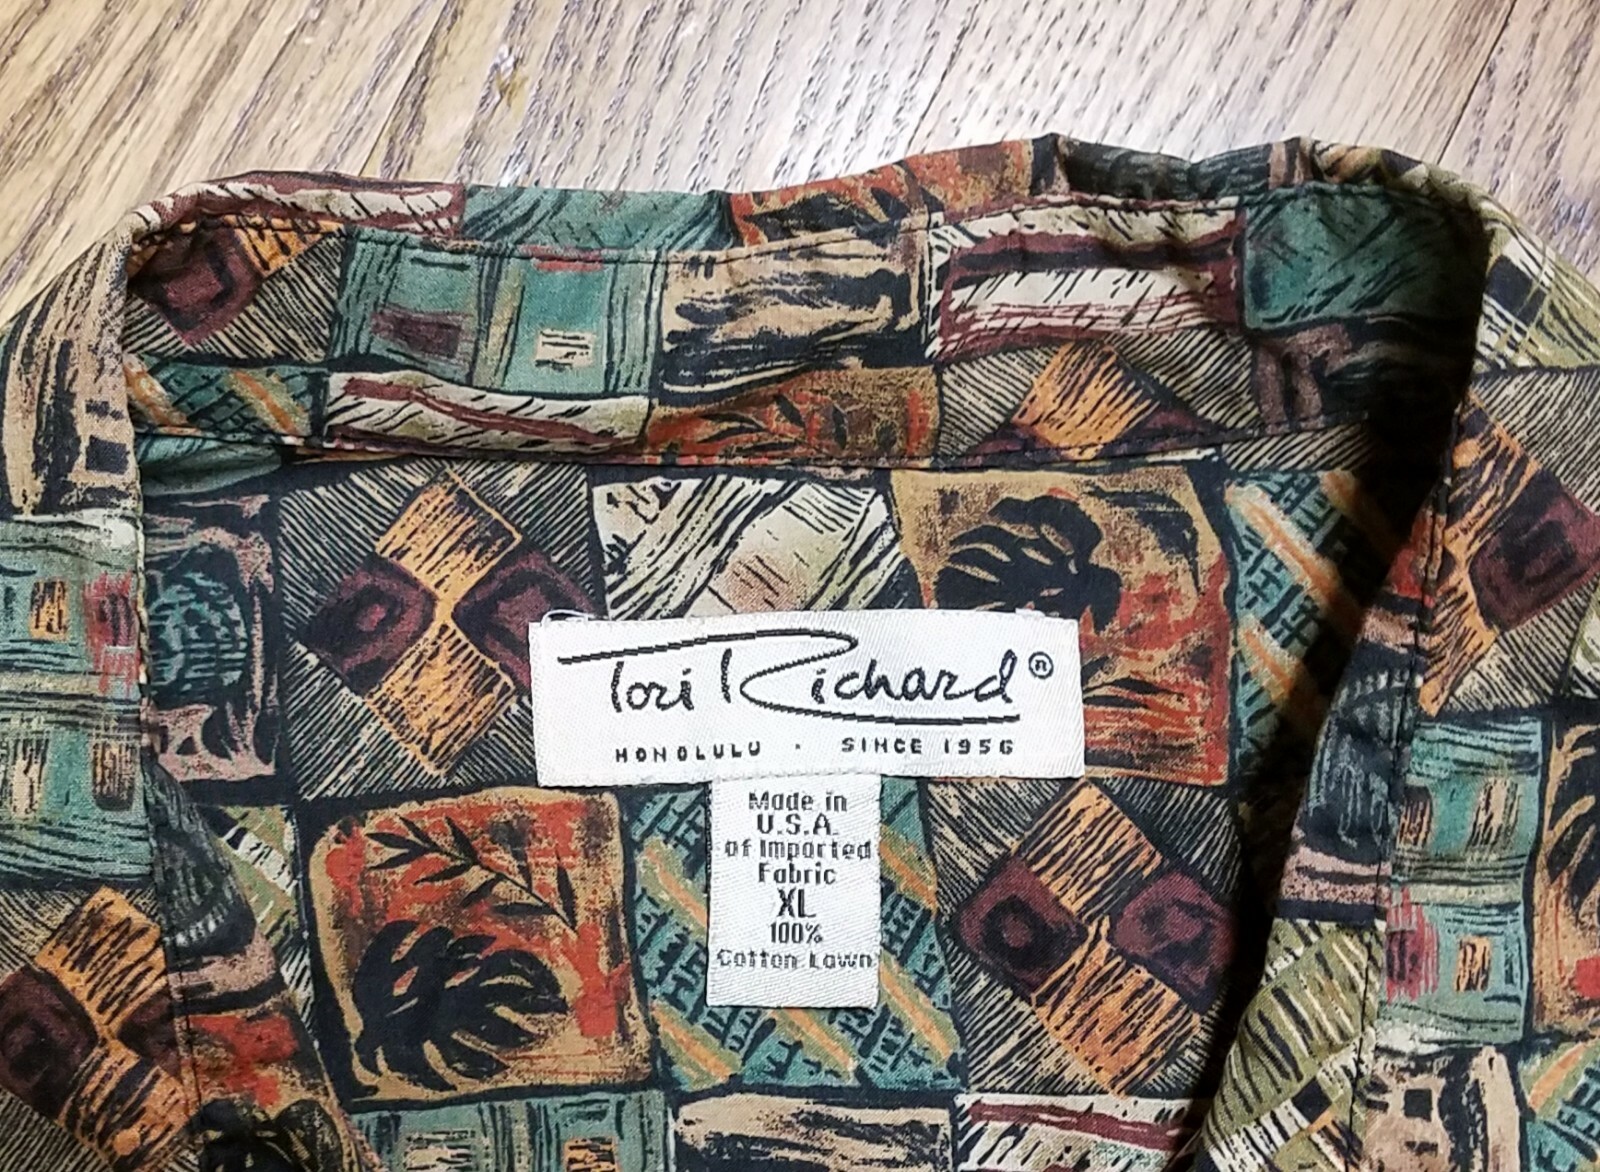 Tori Richard®
HONOLULU · SINCE 1956
Made in
U.S.A.
of Imported
Fabric
XL
100%
Cotton Lawn